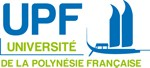 UPF
UNIVERSITÉ
DE LA POLYNÉSIE FRANÇAISE